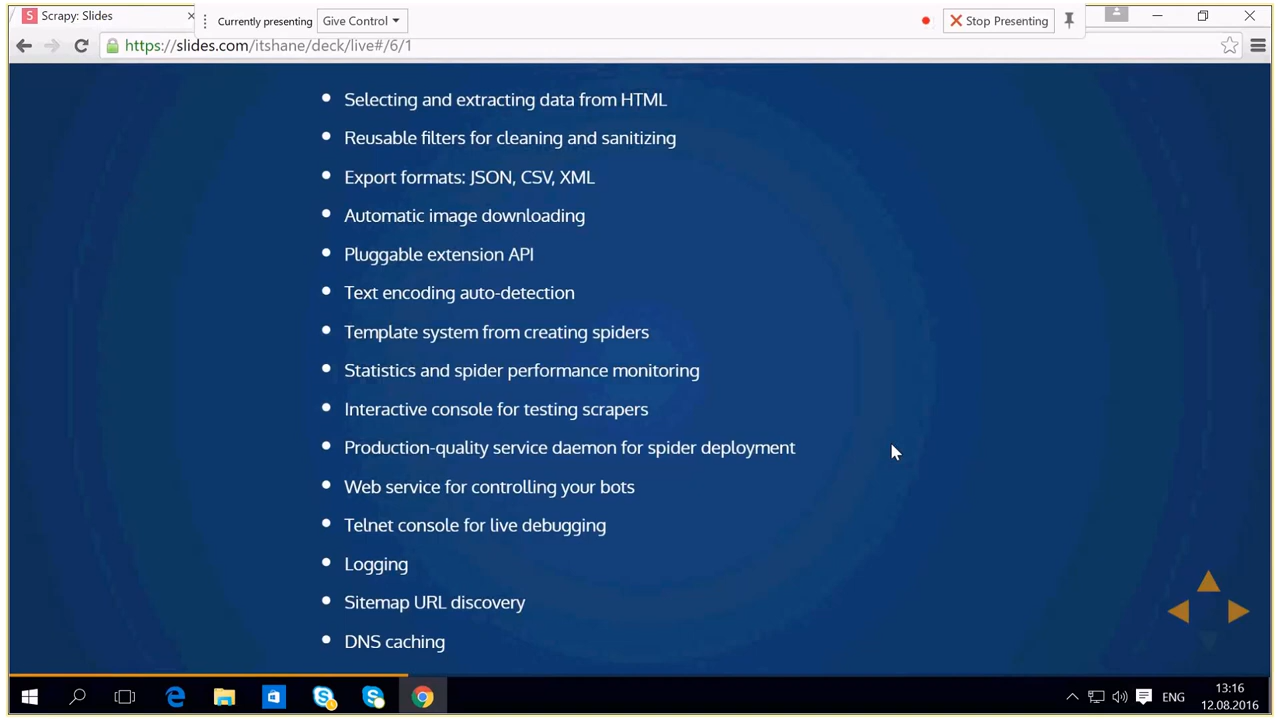 Scrapy: Slides
Currently presenting
Give Control
Stop Presenting
https://slides.com/itshane/deck/live#/6/1
Selecting and extracting data from HTML
Reusable filters for cleaning and sanitizing
Export formats: JSON, CSV, XML
Automatic image downloading
Pluggable extension API
Text encoding auto-detection
Template system from creating spiders
Statistics and spider performance monitoring
Interactive console for testing scrapers
Production-quality service daemon for spider deployment
Web service for controlling your bots
Telnet console for live debugging
Logging
Sitemap URL discovery
DNS caching
ENG
13:16
12.08.2016